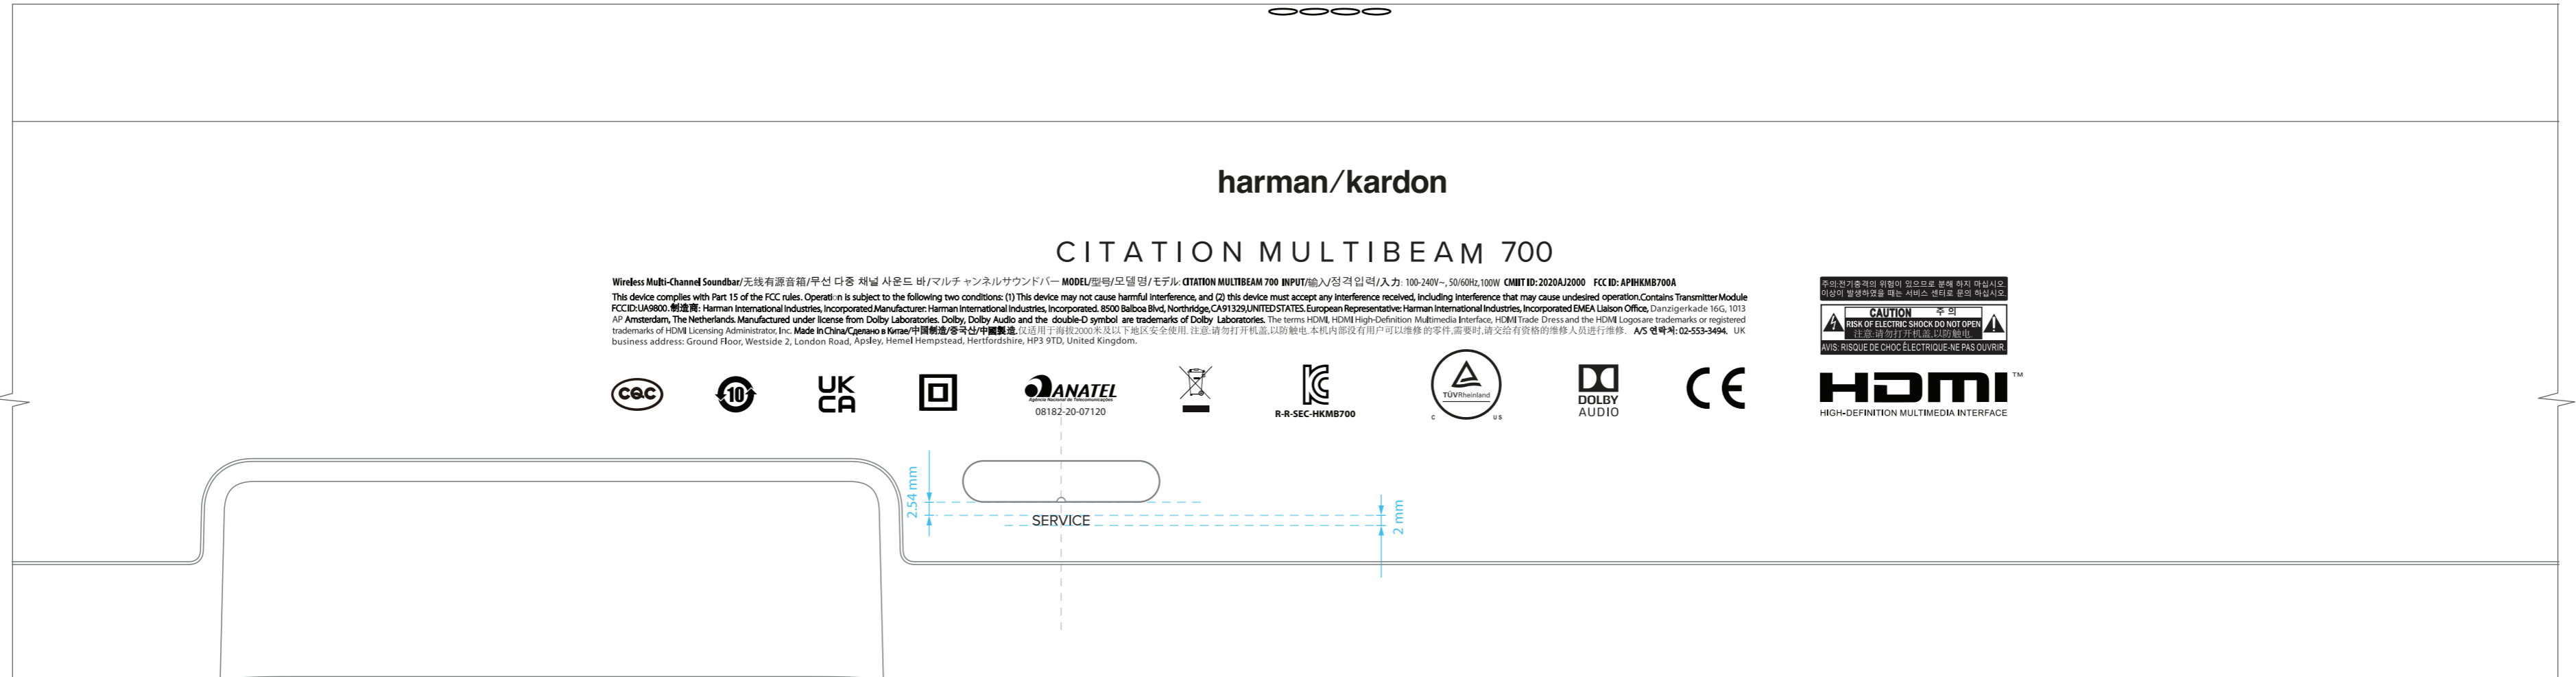 harman/kardon
CITATION MULTIBEAM 700
Wireless Multi-Channel Soundbar/无线有源音箱/무선 다중 채널 사운드 바/マルチャンネルサウンドバー MODEL/型号/모델명/モデル: CITATION MULTIBEAM 700 INPUT/输入/정격입력/入力: 100-240V~, 50/60Hz,100W CMIIT ID: 2020AJ2000 FCC ID: APIHKMB700A
This device complies with Part 15 of the FCC rules. Operation is subject to the following two conditions: (1) This device may not cause harmful interference, and (2) this device must accept any interference received, including interference that may cause undesired operation.Contains Transmitter Module
FCC ID:UA9800. 制造商: Harman International Industries, Incorporated.Manufacturer: Harman International Industries, Incorporated. 8500 Balboa Blvd, Northridge, CA 91329,UNITED STATES. European Representative: Harman International Industries, Incorporated EMEA Liaison Office, Danzigerkade 16G, 1013
AP Amsterdam, The Netherlands. Manufactured under license from Dolby Laboratories. Dolby, Dolby Audio and the double-D symbol are trademarks of Dolby Laboratories. The terms HDMI, HDMI High-Definition Multimedia Interface, HDMI Trade Dress and the HDMI Logos are trademarks or registered
trademarks of HDMI Licensing Administrator, Inc. Made in China/Сделано в Китае/中国制造/중국산/中國製造.仅适用于海拔2000米及以下地区安全使用. 注意:请勿打开机盖,以防触电.本机内部没有用户可以维修的零件,需要时,请交给有资格的维修人员进行维修. A/S 연락처: 02-553-3494. UK
business address: Ground Floor, Westside 2, London Road, Apsley, Hemel Hempstead, Hertfordshire, HP3 9TD, United Kingdom.
주의:전기충격의 위험이 있으므로 분해 하지 마십시오.
이상이 발생하였을 때는 서비스 센터로 문의 하십시오.
CAUTION 주 의
RISK OF ELECTRIC SHOCK DO NOT OPEN
注意:请勿打开机盖,以防触电.
AVIS: RISQUE DE CHOC ÉLECTRIQUE-NE PAS OUVRIR.
CQC
10
UK
CA
ANATEL
Agência Nacional de Telecomunicações
08182-20-07120
R-R-SEC-HKMB700
TÜVRheinland
C US
DOLBY
AUDIO
CE
HDMI™
HIGH-DEFINITION MULTIMEDIA INTERFACE
2.54 mm
SERVICE
2 mm